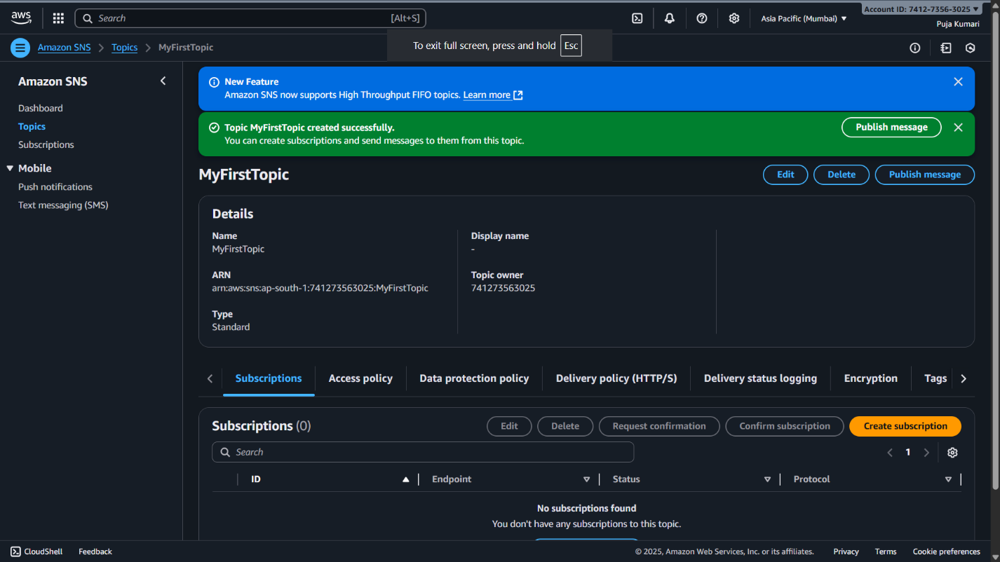 aws
Search [Alt+S]
Asia Pacific (Mumbai)
Account ID: 7412-7356-3025
Puja Kumari
To exit full screen, press and hold Esc
Amazon SNS
Topics
MyFirstTopic
Amazon SNS
Dashboard
Topics
Subscriptions
Mobile
Push notifications
Text messaging (SMS)
New Feature
Amazon SNS now supports High Throughput FIFO topics. Learn more
Topic MyFirstTopic created successfully.
You can create subscriptions and send messages to them from this topic.
Publish message
MyFirstTopic
Edit
Delete
Publish message
Details
Name
MyFirstTopic
ARN
arn:aws:sns:ap-south-1:741273563025:MyFirstTopic
Type
Standard
Display name
-
Topic owner
741273563025
Subscriptions
Access policy
Data protection policy
Delivery policy (HTTP/S)
Delivery status logging
Encryption
Tags
Subscriptions (0)
Edit
Delete
Request confirmation
Confirm subscription
Create subscription
Search
1
ID
Endpoint
Status
Protocol
No subscriptions found
You don't have any subscriptions to this topic.
CloudShell
Feedback
© 2025, Amazon Web Services, Inc. or its affiliates.
Privacy
Terms
Cookie preferences